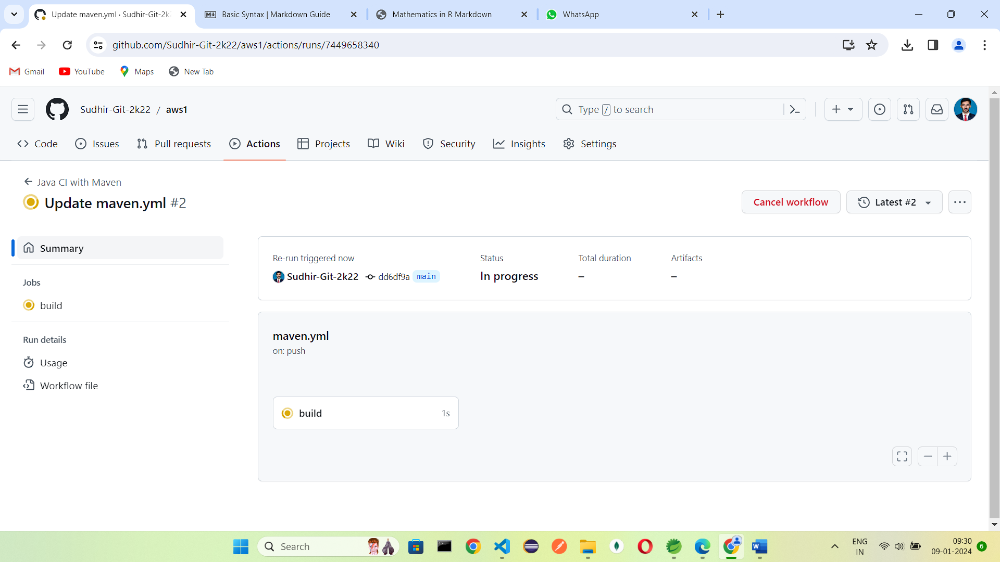 Update maven.yml · Sudhir-Git-2k
Basic Syntax | Markdown Guide
Mathematics in R Markdown
WhatsApp
github.com/Sudhir-Git-2k22/aws1/actions/runs/7449658340
Gmail
YouTube
Maps
New Tab
Sudhir-Git-2k22 / aws1
Type / to search
Code
Issues
Pull requests
Actions
Projects
Wiki
Security
Insights
Settings
Java CI with Maven
Update maven.yml #2
Cancel workflow
Latest #2
Summary
Jobs
build
Run details
Usage
Workflow file
Re-run triggered now
Sudhir-Git-2k22 dd6df9a main
Status
In progress
Total duration
–
Artifacts
–
maven.yml
on: push
build 1s
Search
ENG
IN
09:30
09-01-2024
6